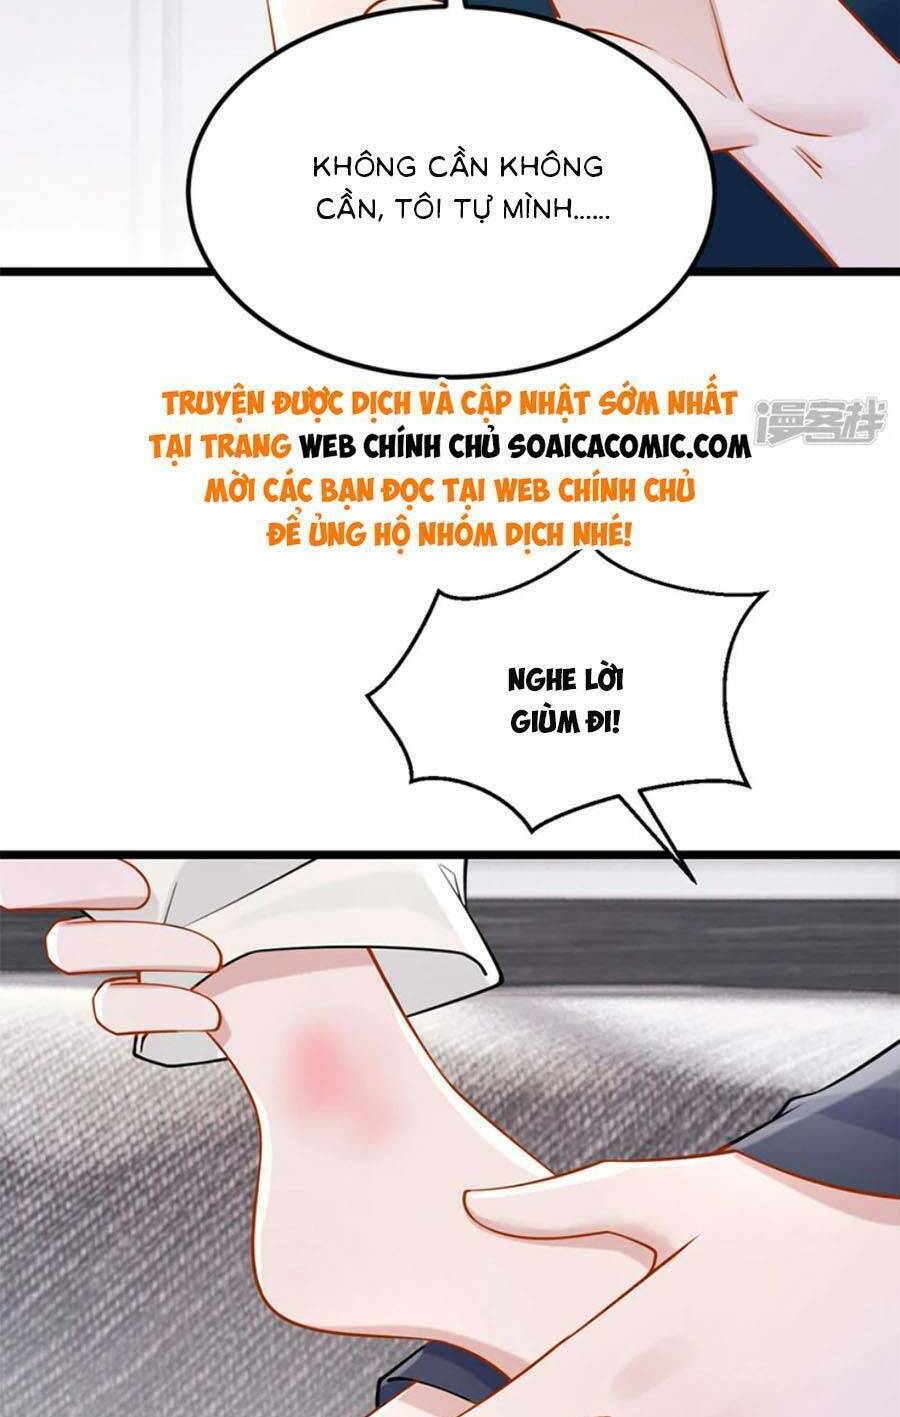 KHÔNG CẦN KHÔNG
CẦN, TÔI TỰ MÌNH......
TRUYỆN ĐƯỢC DỊCH VÀ CẬP NHẬT SỚM NHẤT
TẠI TRANG WEB CHÍNH CHỦ SOAICACOMIC.COM
MỜI CÁC BẠN ĐỌC TẠI WEB CHÍNH CHỦ
ĐỂ ỦNG HỘ NHÓM DỊCH NHÉ!
漫客栈
NGHE LỜI
GIÙM ĐI!